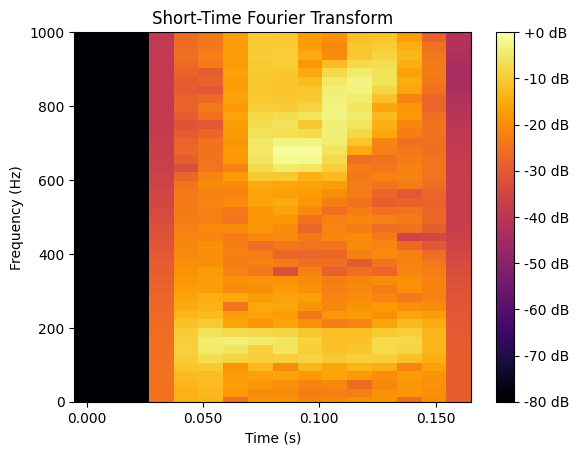 Short-Time Fourier Transform
1000
800
600
400
200
0
Frequency (Hz)
0.000
0.050
0.100
0.150
Time (s)
+0 dB
-10 dB
-20 dB
-30 dB
-40 dB
-50 dB
-60 dB
-70 dB
-80 dB